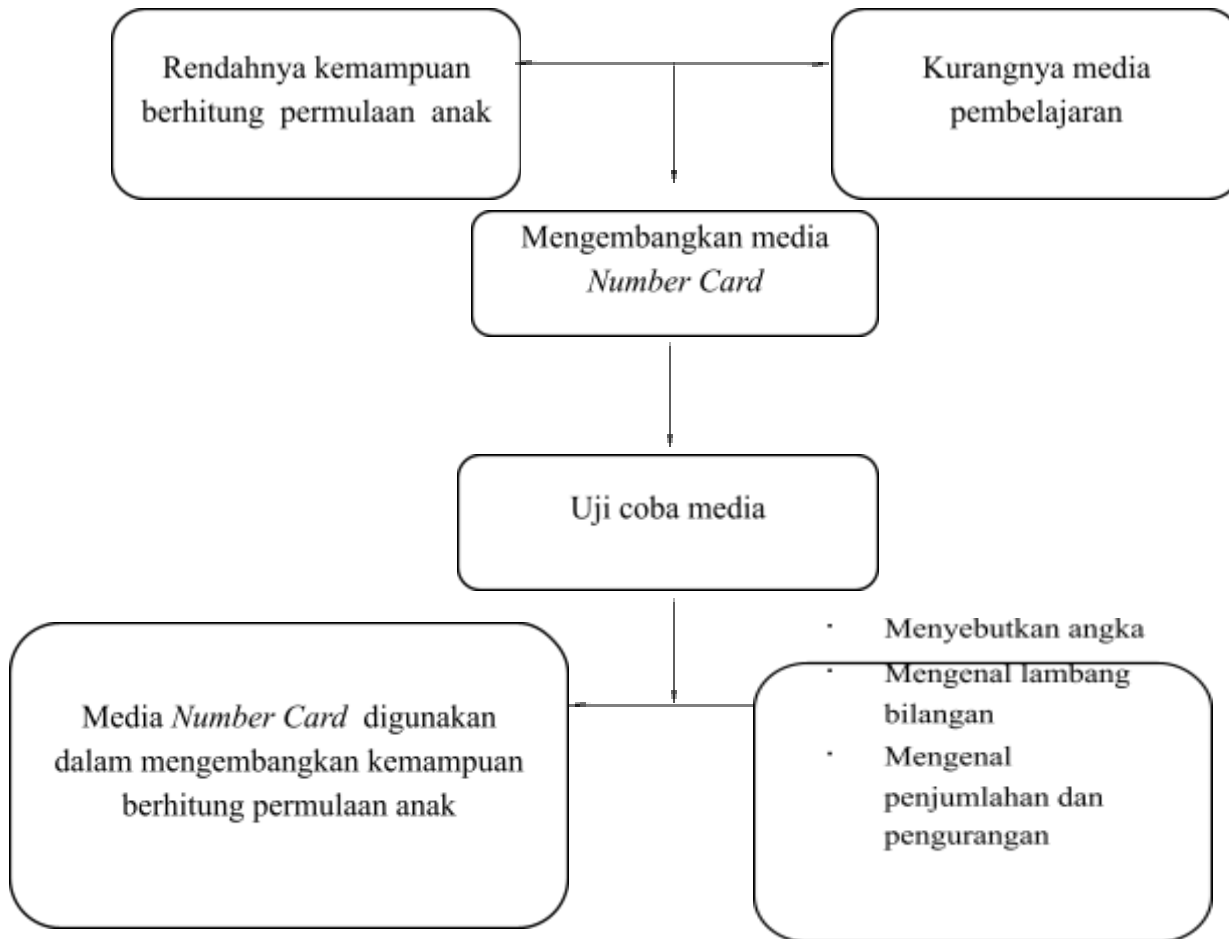 Rendahnya kemampuan
berhitung permulaan anak
Kurangnya media
pembelajaran
Mengembangkan media
Number Card
Uji coba media
Media Number Card digunakan
dalam mengembangkan kemampuan
berhitung permulaan anak
· Menyebutkan angka
· Mengenal lambang
bilangan
· Mengenal
penjumlahan dan
pengurangan